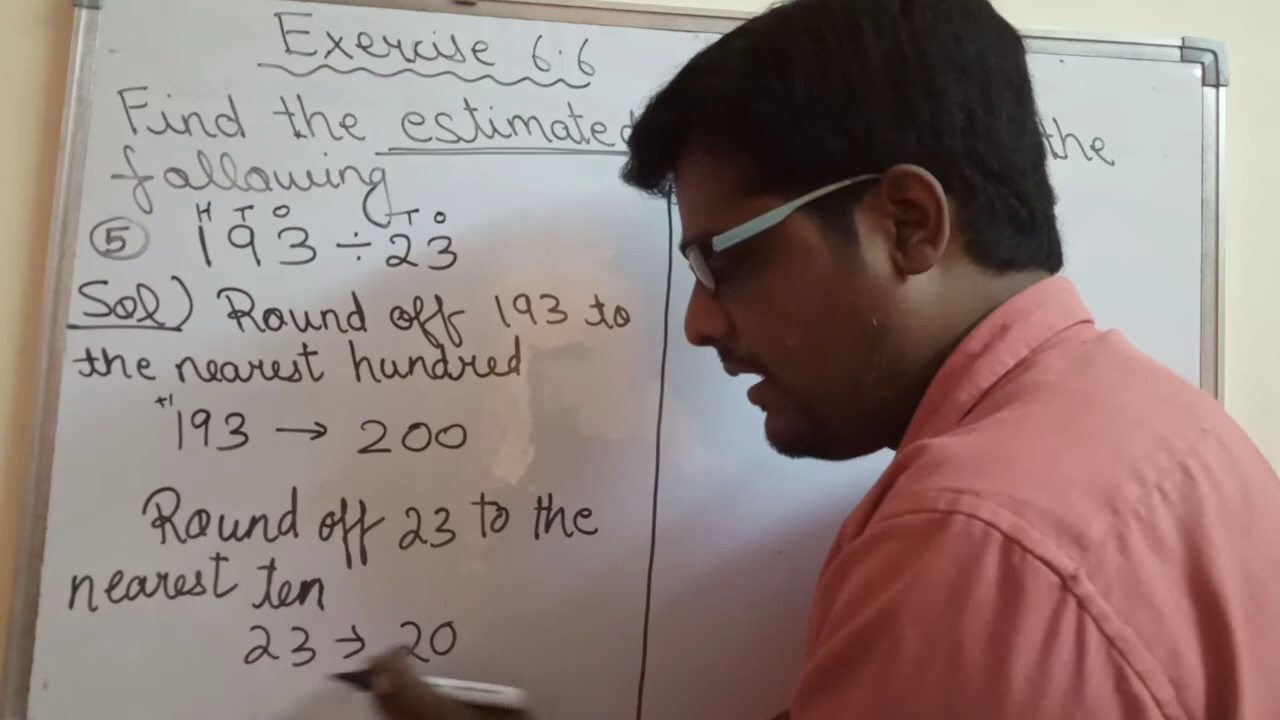 Exercise 6.6
Find the estimated the
following
H T O T O
5 193 ÷ 23
Sol) Round off 193 to
the nearest hundred
+1
193 → 200
Round off 23 to the
nearest ten
23 → 20